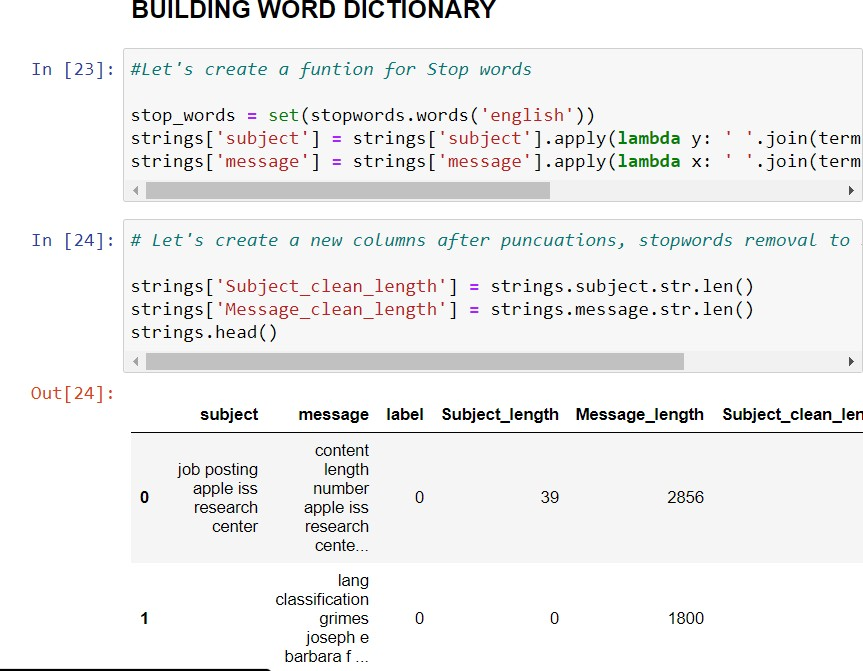 BUILDING WORD DICTIONARY
In [23]:
#Let's create a funtion for Stop words
stop_words = set(stopwords.words('english'))
strings['subject'] = strings['subject'].apply(lambda y: ' '.join(term
strings['message'] = strings['message'].apply(lambda x: ' '.join(term
In [24]:
# Let's create a new columns after puncuations, stopwords removal to
strings['Subject_clean_length'] = strings.subject.str.len()
strings['Message_clean_length'] = strings.message.str.len()
strings.head()
Out[24]:
subject message label Subject_length Message_length Subject_clean_len
0
job posting
apple iss
research
center
content
length
number
apple iss
research
cente...
0 39 2856
1
lang
classification
grimes
joseph e
barbara f ...
0 0 1800